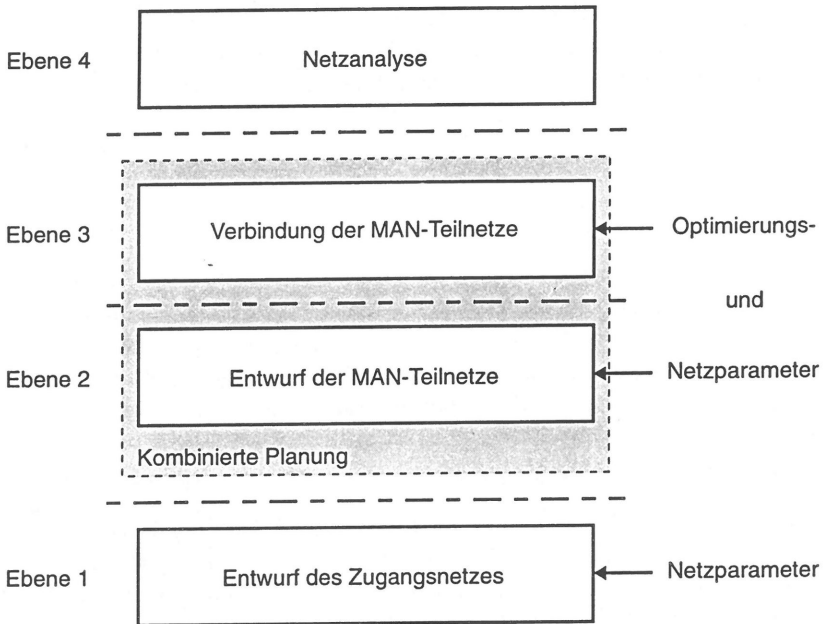 Ebene 4
Netzanalyse
Ebene 3
Verbindung der MAN-Teilnetze
Optimierungs-
und
Ebene 2
Entwurf der MAN-Teilnetze
Netzparameter
Kombinierte Planung
Ebene 1
Entwurf des Zugangsnetzes
Netzparameter